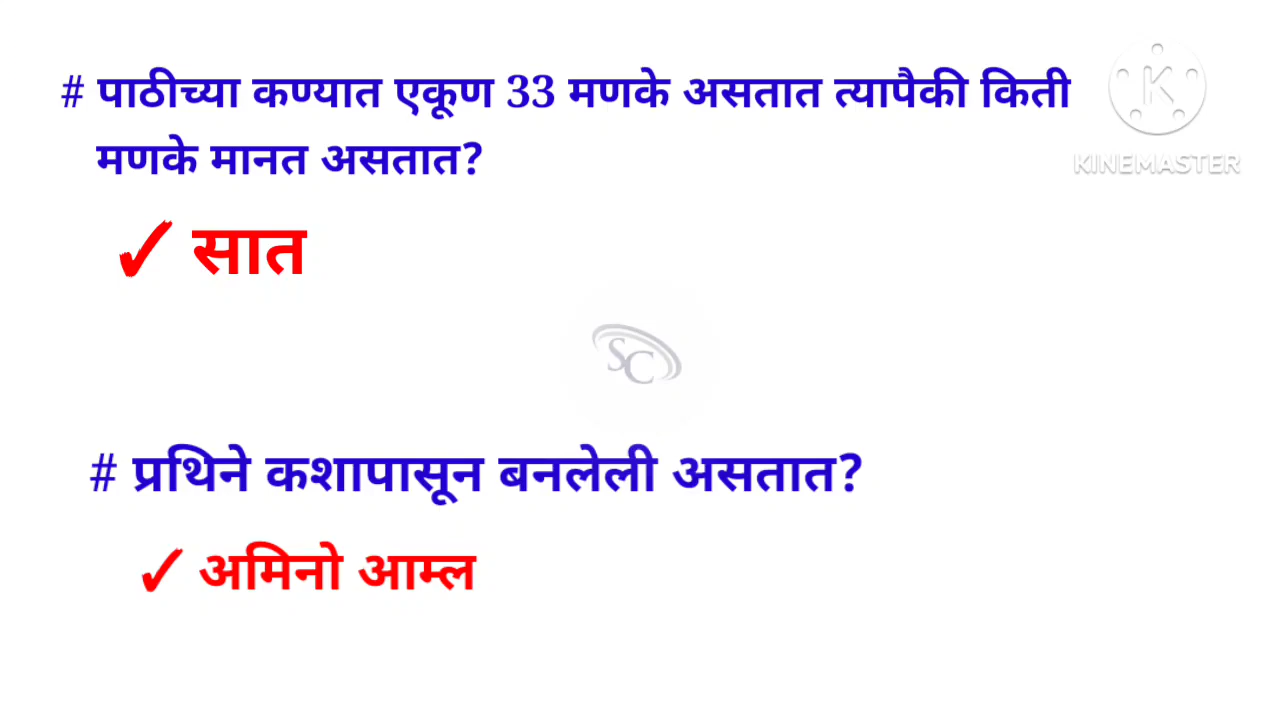 # पाठीच्या कण्यात एकूण 33 मणके असतात त्यापैकी किती
मणके मानत असतात?
✓ सात
# प्रथिने कशापासून बनलेली असतात?
✓ अमिनो आम्ल
K
KINEMASTER
SC